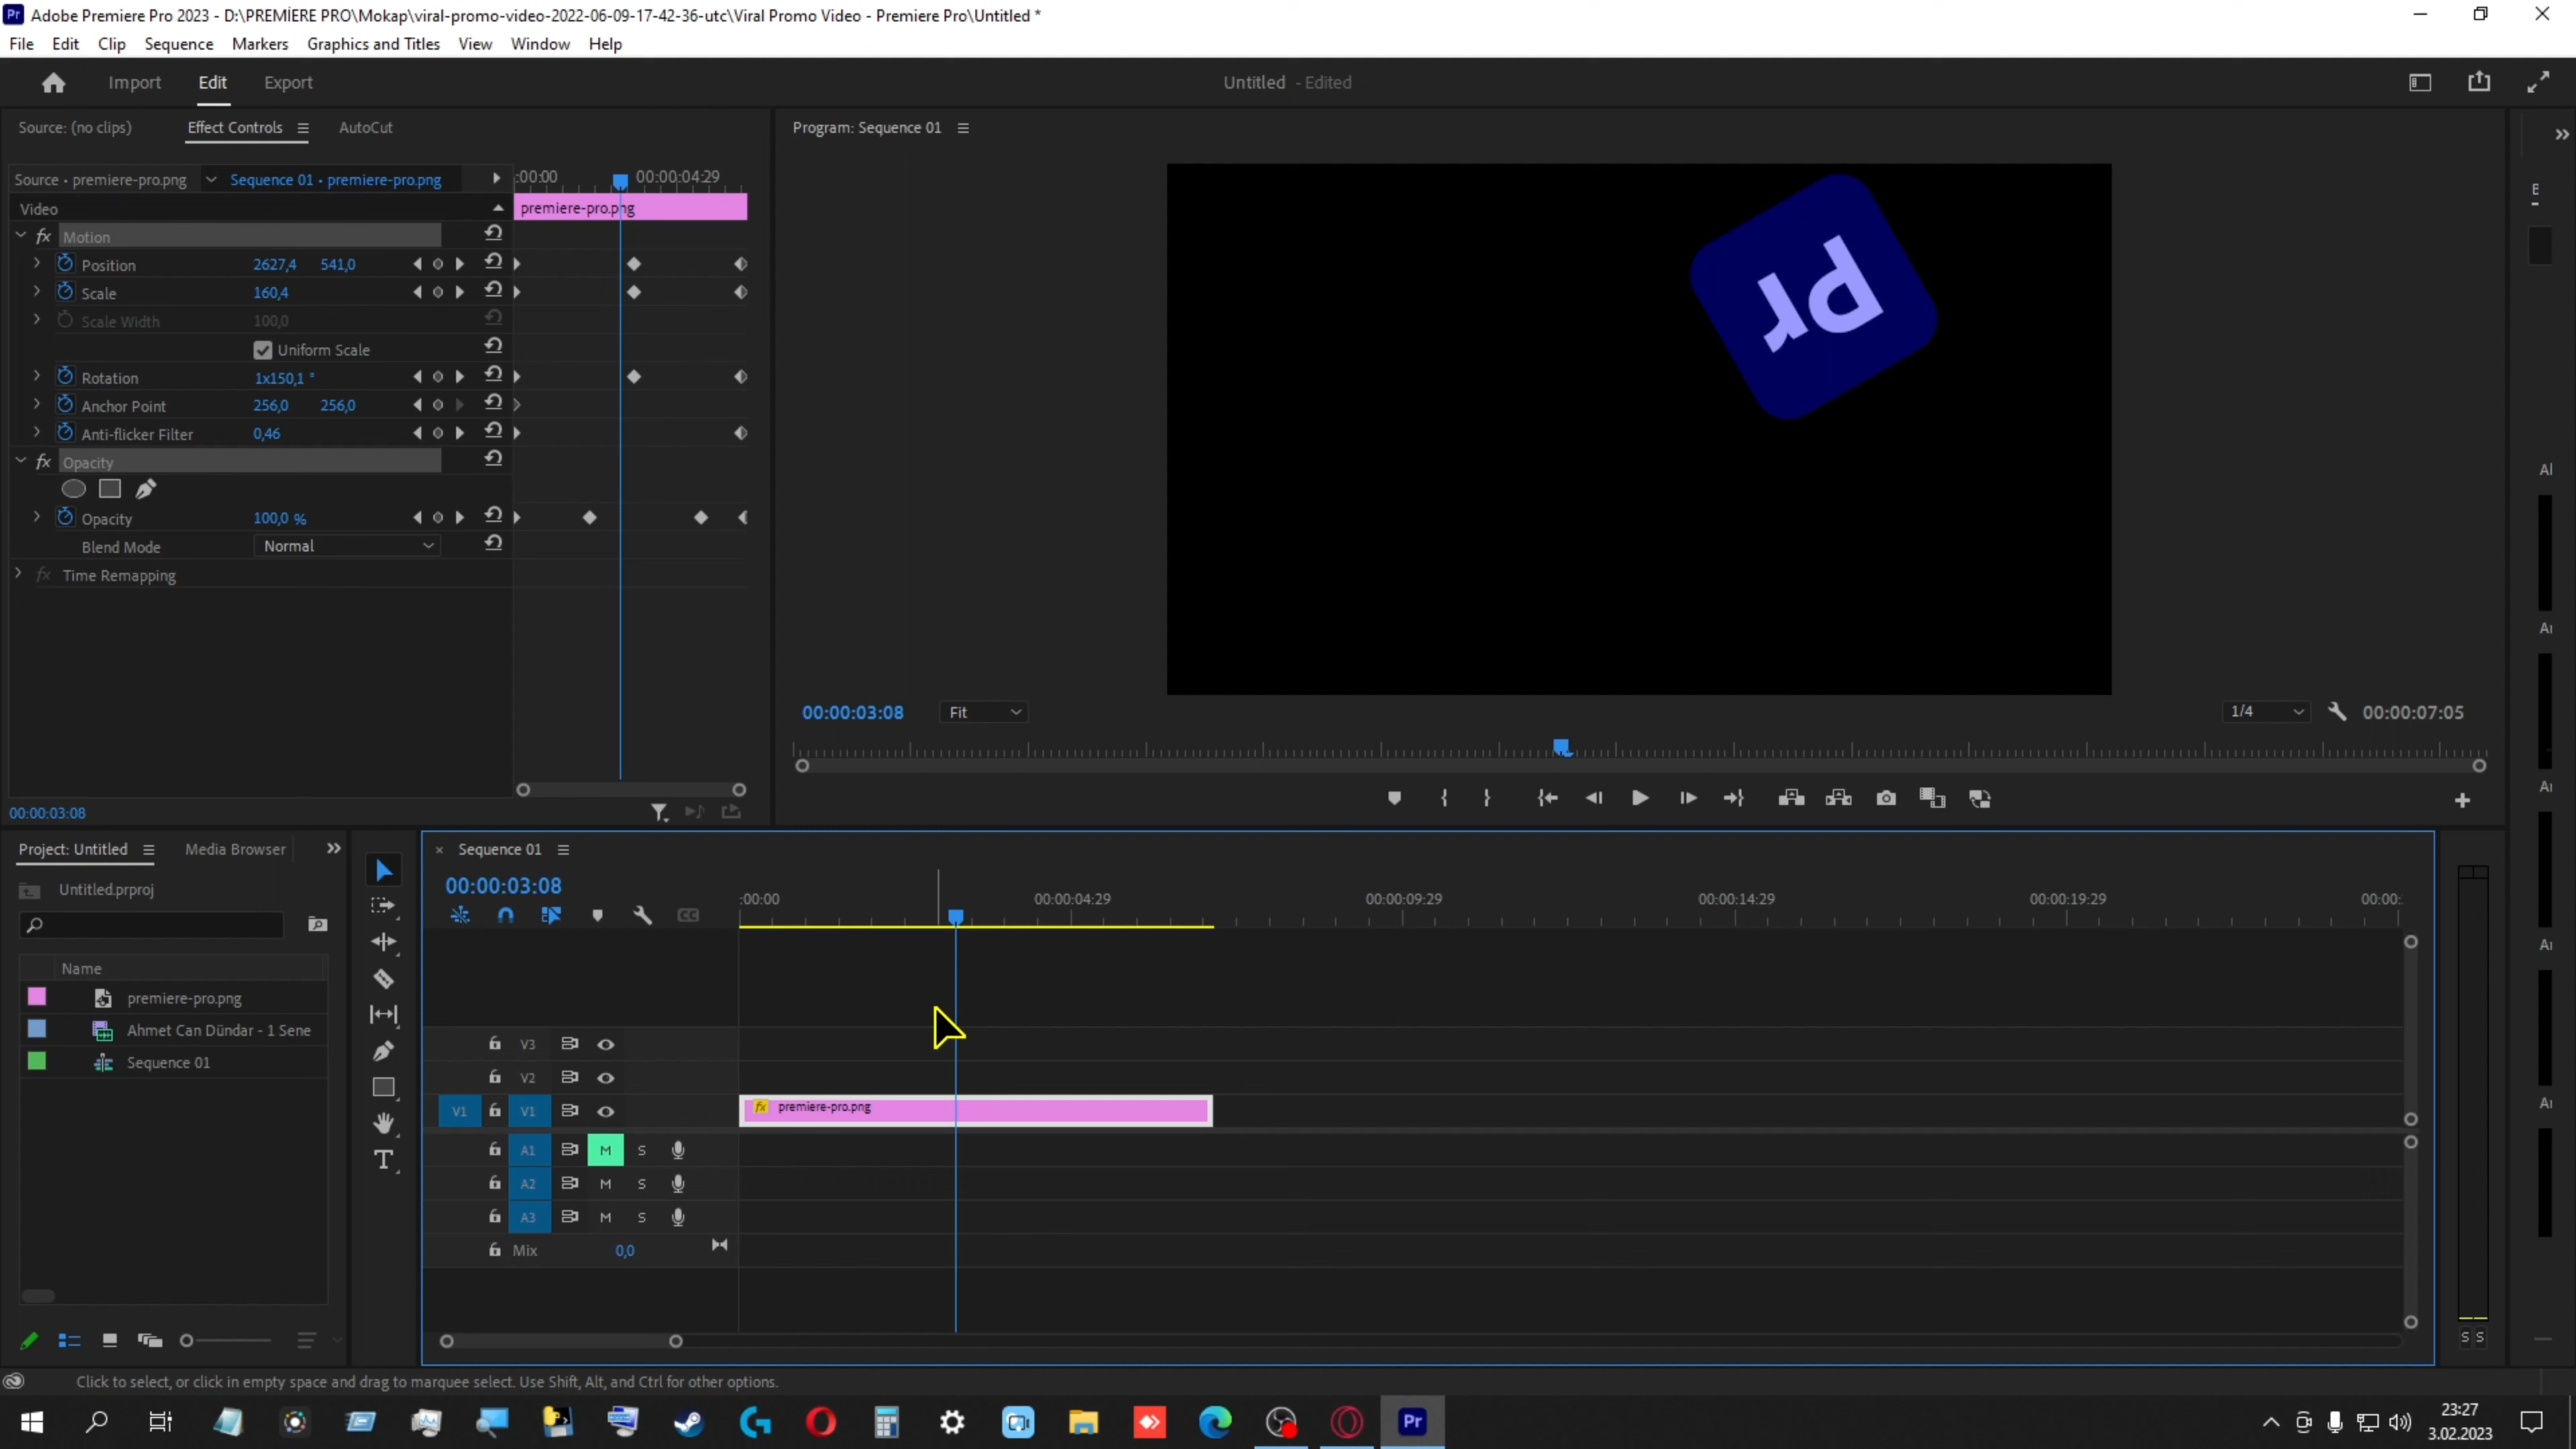 Adobe Premiere Pro 2023 - D:\PREMİERE PRO\Mokap\viral-promo-video-2022-06-09-17-42-36-utc\Viral Promo Video - Premiere Pro\Untitled *
File Edit Clip Sequence Markers Graphics and Titles View Window Help
Import Edit Export
Untitled - Edited
Source: (no clips) Effect Controls AutoCut
Program: Sequence 01
Source • premiere-pro.png Sequence 01 • premiere-pro.png
:00:00 00:00:04:29
Video
premiere-pro.png
fx Motion
Position 2627,4 541,0
Scale 160,4
Scale Width 100,0
Uniform Scale
Rotation 1x150,1 °
Anchor Point 256,0 256,0
Anti-flicker Filter 0,46
fx Opacity
Opacity 100,0 %
Blend Mode Normal
fx Time Remapping
00:00:03:08
Pr
00:00:03:08 Fit 1/4 00:00:07:05
Project: Untitled Media Browser
Untitled.prproj
Name
premiere-pro.png
Ahmet Can Dündar - 1 Sene
Sequence 01
Sequence 01
00:00:03:08
:00:00 00:00:04:29 00:00:09:29 00:00:14:29 00:00:19:29 00:00:
V3
V2
V1 V1
fx premiere-pro.png
A1 M S
A2 M S
A3 M S
Mix 0,0
S S
Click to select, or click in empty space and drag to marquee select. Use Shift, Alt, and Ctrl for other options.
Pr
23:27
3.02.2023